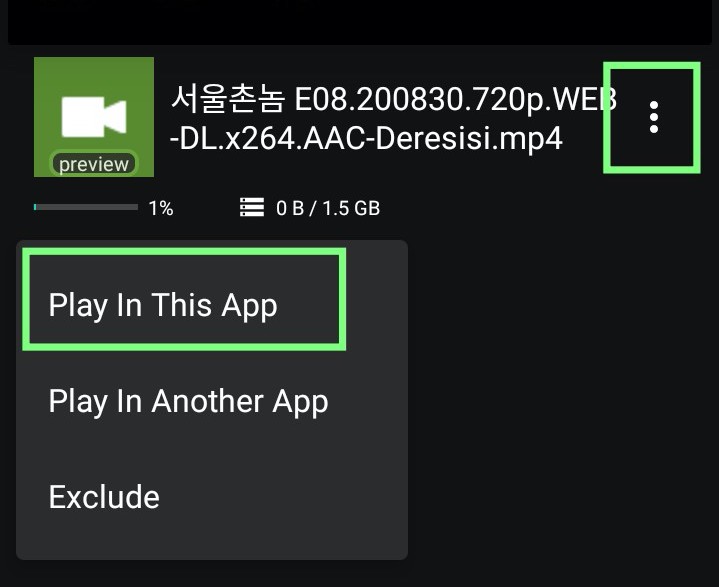 서울촌놈 E08.200830.720p.WEB
-DL.x264.AAC-Deresisi.mp4
preview
1% 0 B / 1.5 GB
Play In This App
Play In Another App
Exclude